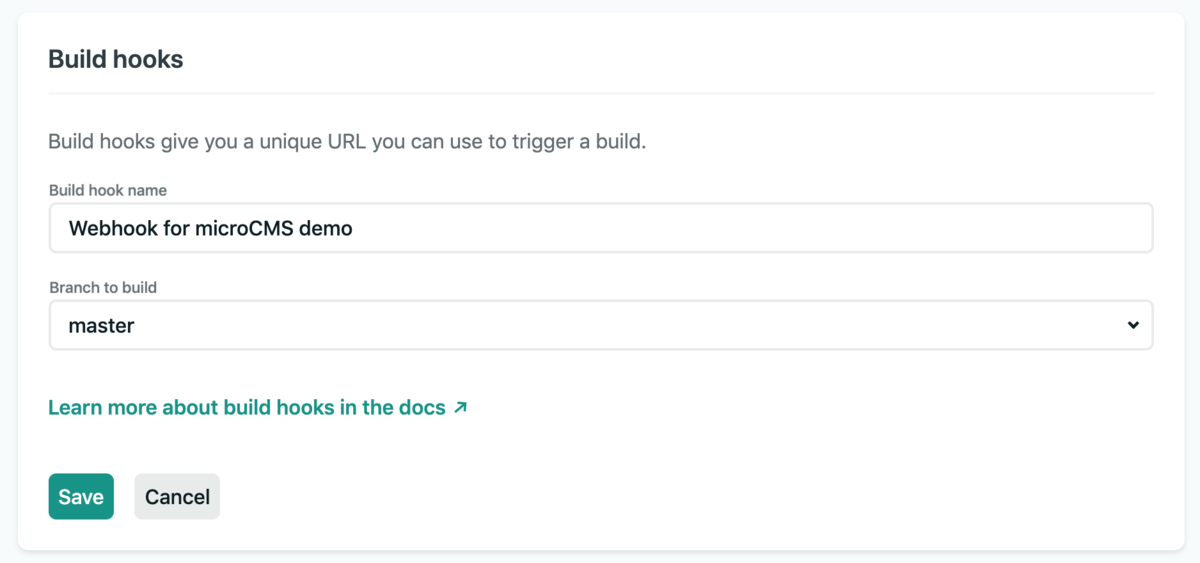 Build hooks
Build hooks give you a unique URL you can use to trigger a build.
Build hook name
Webhook for microCMS demo
Branch to build
master
Learn more about build hooks in the docs ↗
Save
Cancel